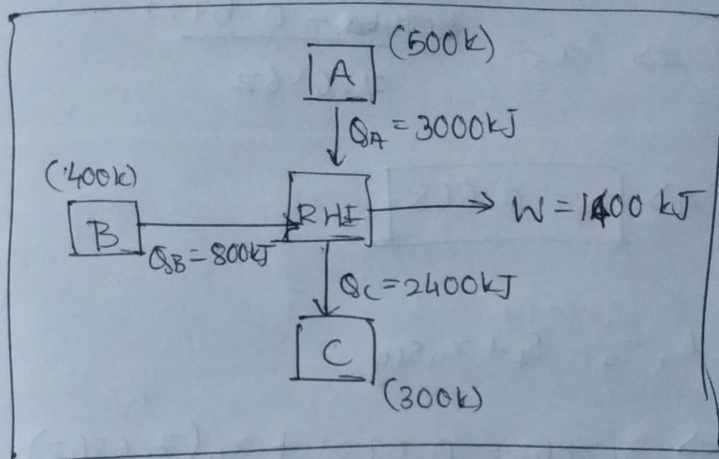 (500K)
A
QA = 3000kJ
(400K)
B
QB = 800kJ
RHE
W = 1400 kJ
QC = 2400kJ
C
(300K)